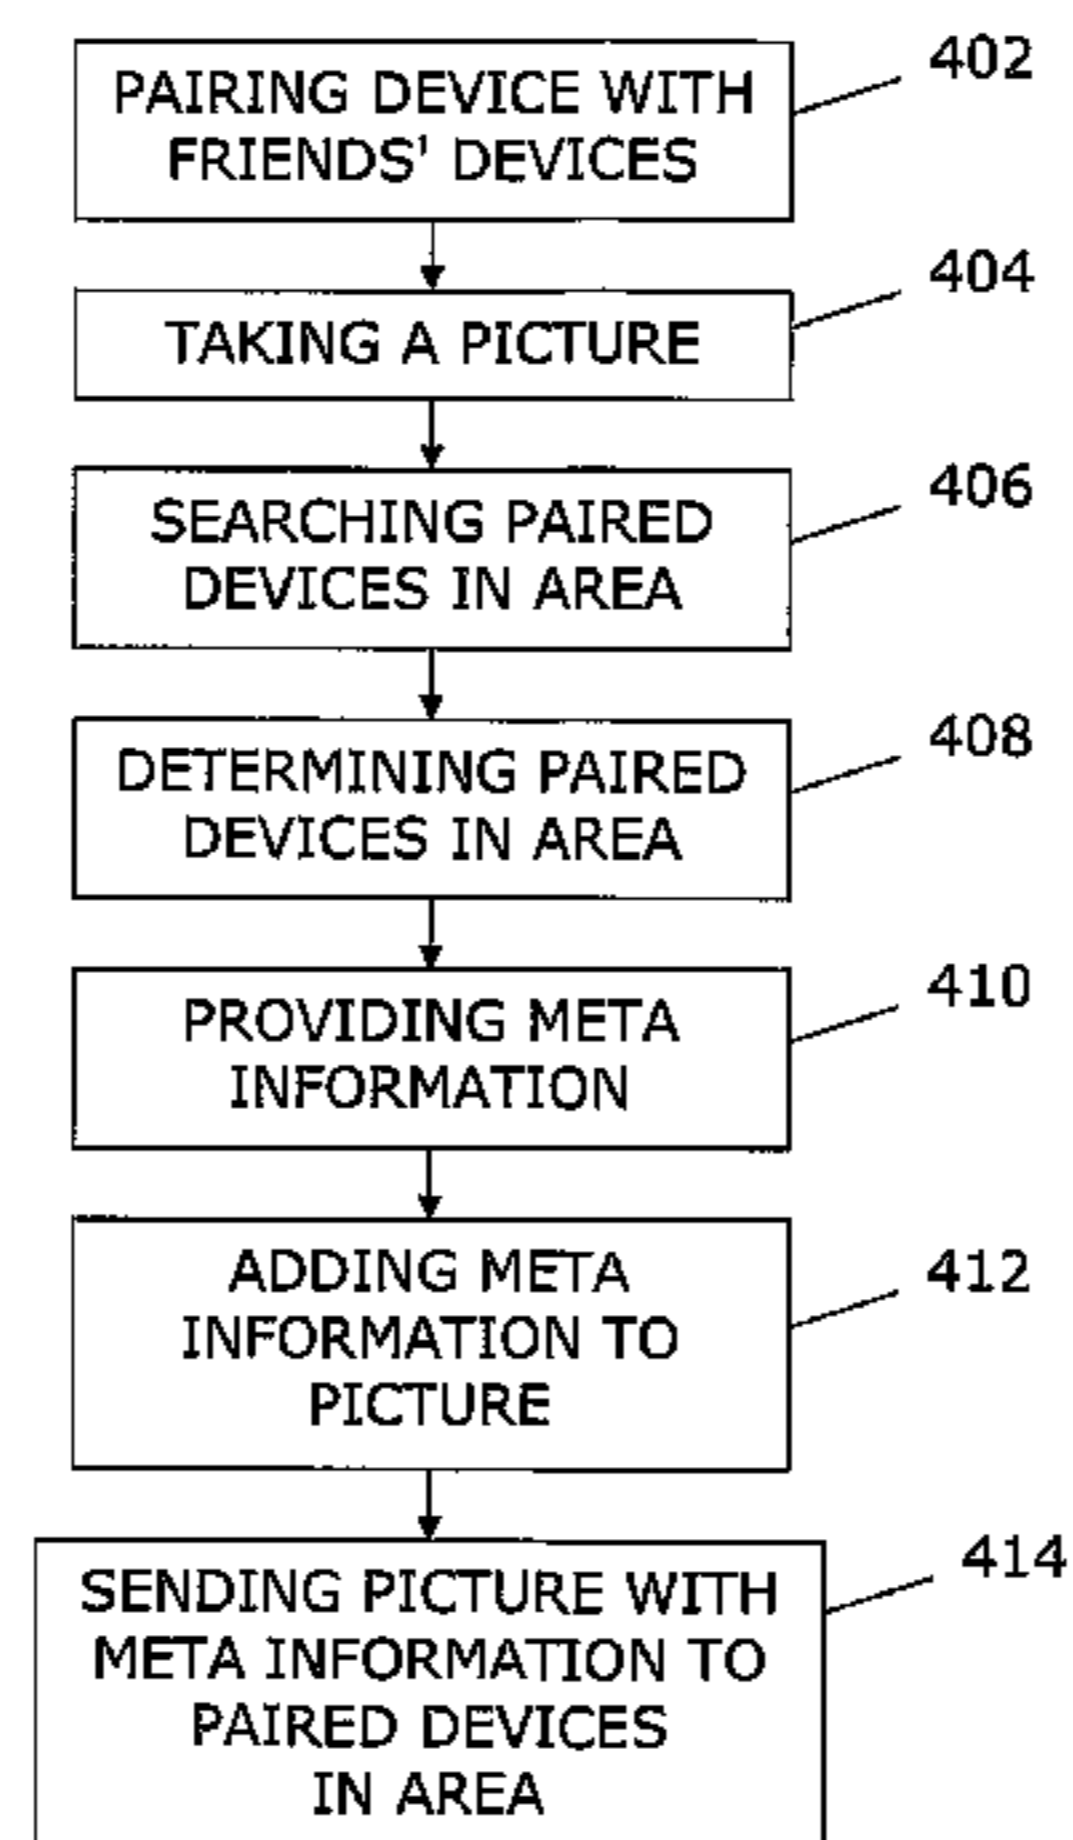 402
PAIRING DEVICE WITH
FRIENDS' DEVICES
404
TAKING A PICTURE
406
SEARCHING PAIRED
DEVICES IN AREA
408
DETERMINING PAIRED
DEVICES IN AREA
410
PROVIDING META
INFORMATION
412
ADDING META
INFORMATION TO
PICTURE
414
SENDING PICTURE WITH
META INFORMATION TO
PAIRED DEVICES
IN AREA